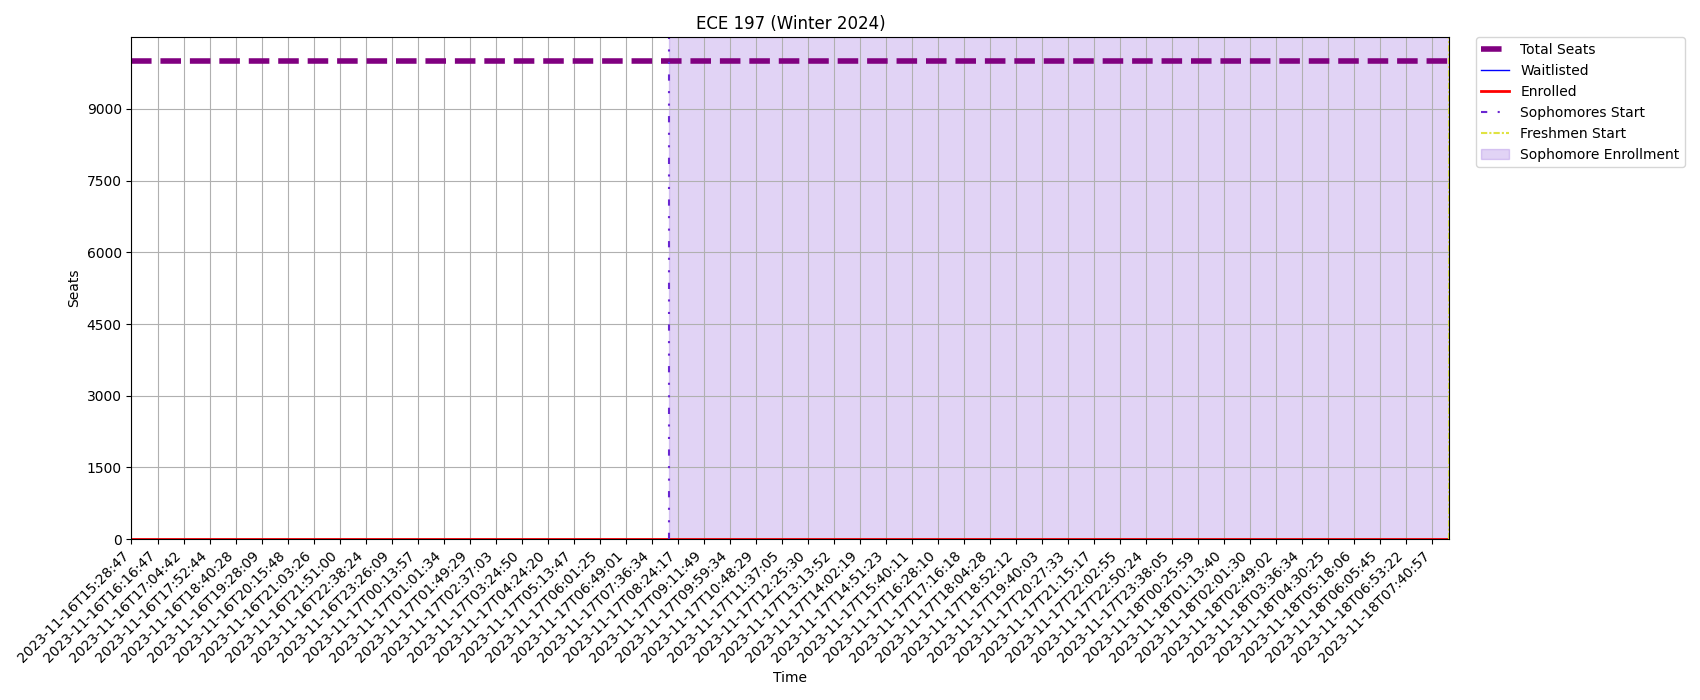 ECE 197 (Winter 2024)
Total Seats
Waitlisted
Enrolled
Sophomores Start
Freshmen Start
Sophomore Enrollment
Seats
9000
7500
6000
4500
3000
1500
0
2023-11-16T15:28:47
2023-11-16T16:16:47
2023-11-16T17:04:42
2023-11-16T17:52:44
2023-11-16T18:40:28
2023-11-16T19:28:09
2023-11-16T20:15:48
2023-11-16T21:03:26
2023-11-16T21:51:00
2023-11-16T22:38:24
2023-11-16T23:26:09
2023-11-17T00:13:57
2023-11-17T01:01:34
2023-11-17T01:49:29
2023-11-17T02:37:03
2023-11-17T03:24:50
2023-11-17T04:24:20
2023-11-17T05:13:47
2023-11-17T06:01:25
2023-11-17T06:49:01
2023-11-17T07:36:34
2023-11-17T08:24:17
2023-11-17T09:11:49
2023-11-17T09:59:34
2023-11-17T10:48:29
2023-11-17T11:37:05
2023-11-17T12:25:30
2023-11-17T13:13:52
2023-11-17T14:02:19
2023-11-17T14:51:23
2023-11-17T15:40:11
2023-11-17T16:28:10
2023-11-17T17:16:18
2023-11-17T18:04:28
2023-11-17T18:52:12
2023-11-17T19:40:03
2023-11-17T20:27:33
2023-11-17T21:15:17
2023-11-17T22:02:55
2023-11-17T22:50:24
2023-11-17T23:38:05
2023-11-18T00:25:59
2023-11-18T01:13:40
2023-11-18T02:01:30
2023-11-18T02:49:02
2023-11-18T03:36:34
2023-11-18T04:30:25
2023-11-18T05:18:06
2023-11-18T06:05:45
2023-11-18T06:53:22
2023-11-18T07:40:57
Time